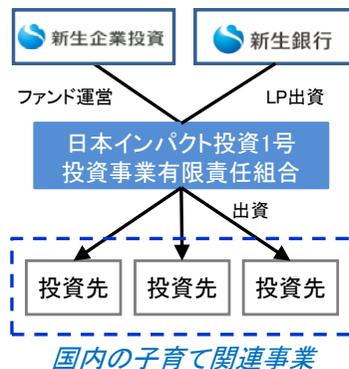 新生企業投資
新生銀行
ファンド運営
LP出資
日本インパクト投資1号
投資事業有限責任組合
出資
投資先
投資先
投資先
国内の子育て関連事業